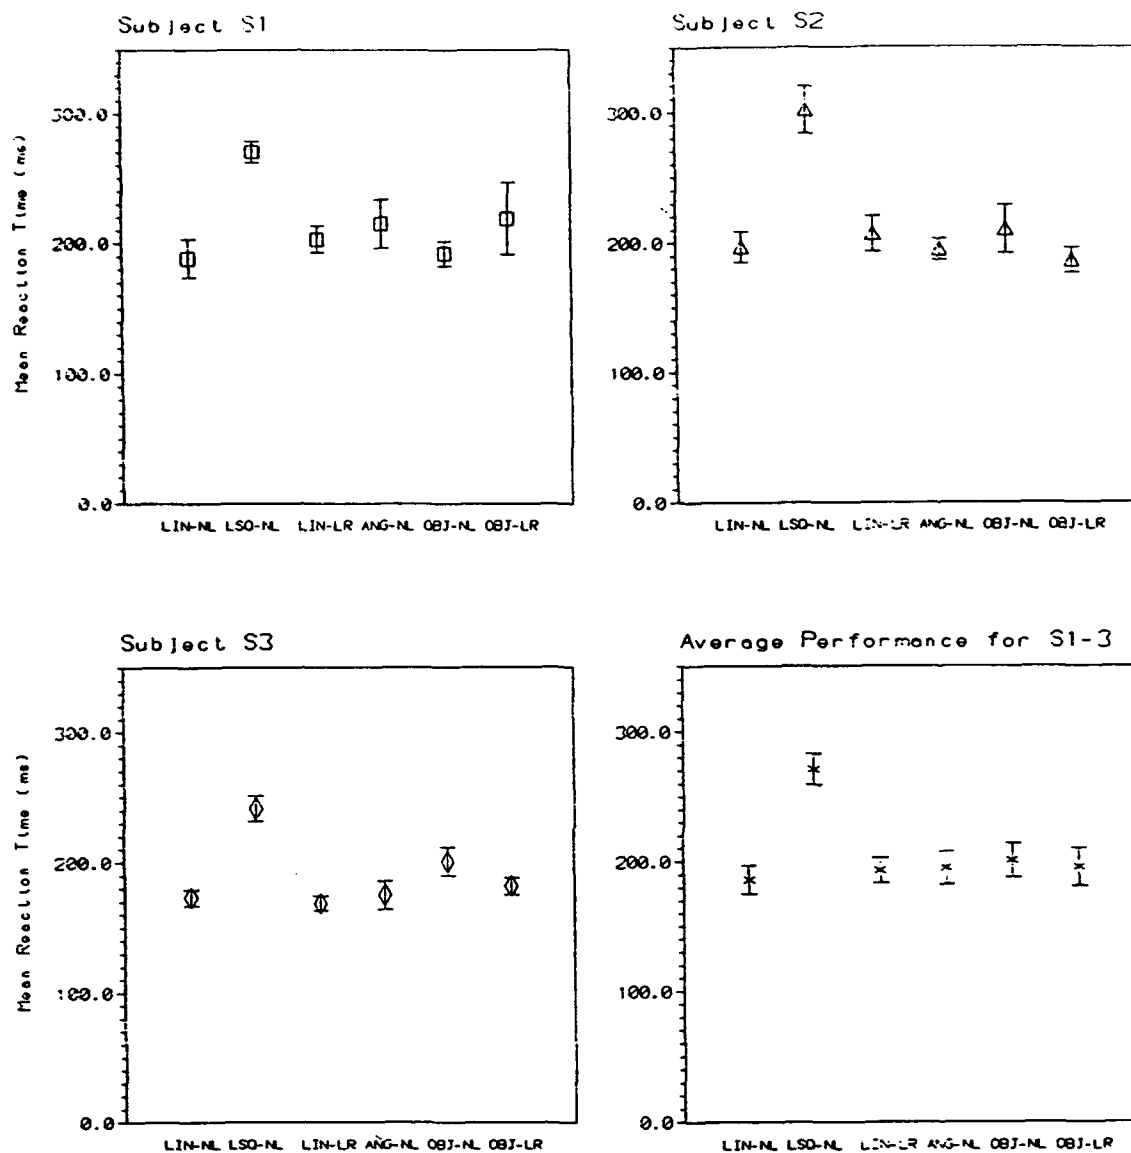 Subject S1
Mean Reaction Time (ms)
300.0
200.0
100.0
0.0
LIN-NL LSQ-NL LIN-LR ANG-NL OBJ-NL OBJ-LR
Subject S2
300.0
200.0
100.0
0.0
LIN-NL LSQ-NL LIN-LR ANG-NL OBJ-NL OBJ-LR
Subject S3
Mean Reaction Time (ms)
300.0
200.0
100.0
0.0
LIN-NL LSQ-NL LIN-LR ANG-NL OBJ-NL OBJ-LR
Average Performance for S1-3
300.0
200.0
100.0
0.0
LIN-NL LSQ-NL LIN-LR ANG-NL OBJ-NL OBJ-LR